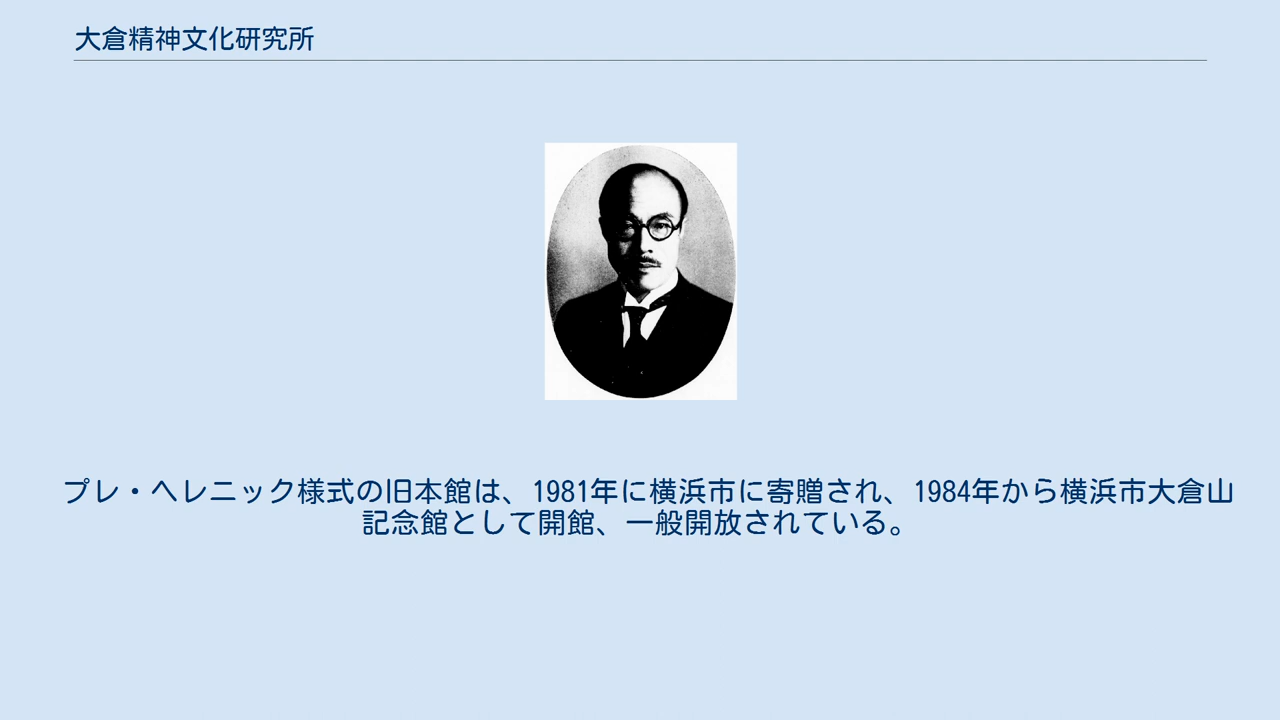 大倉精神文化研究所
プレ・ヘレニック様式の旧本館は、1981年に横浜市に寄贈され、1984年から横浜市大倉山
記念館として開館、一般開放されている。